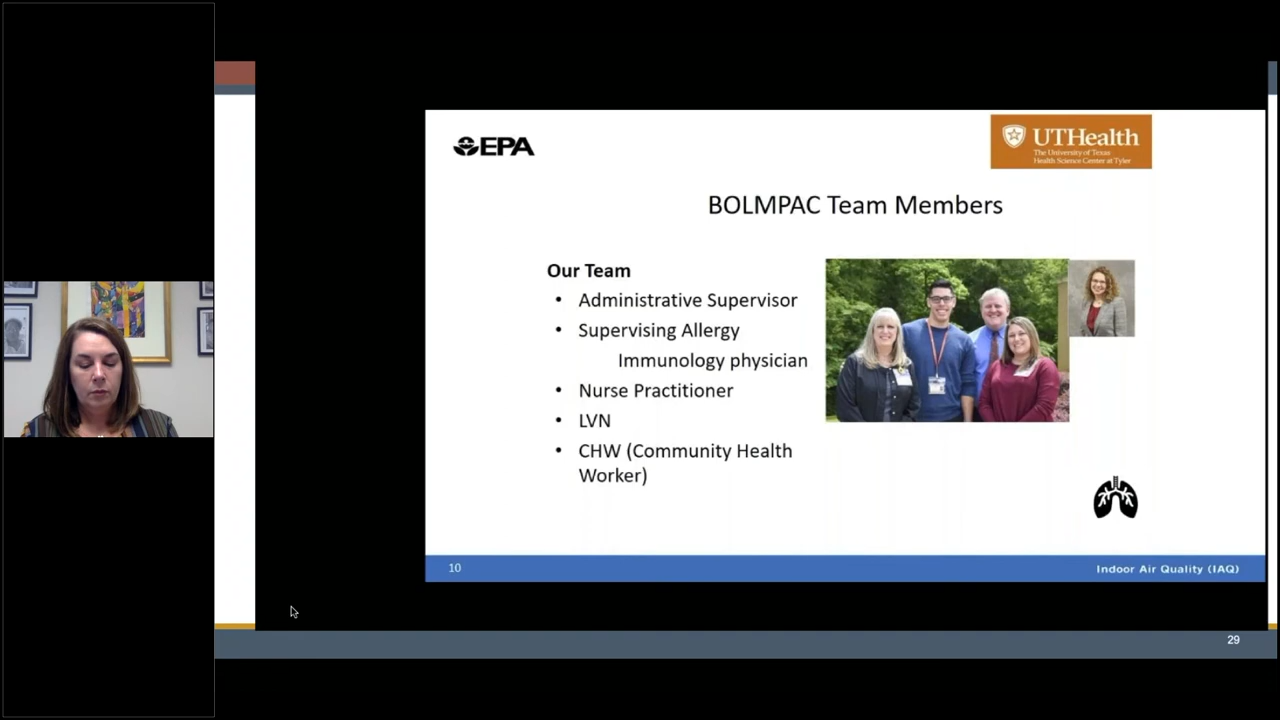 EPA
UTHealth
The University of Texas
Health Science Center at Tyler
BOLMPAC Team Members
Our Team
• Administrative Supervisor
• Supervising Allergy
Immunology physician
• Nurse Practitioner
• LVN
• CHW (Community Health
Worker)
10
Indoor Air Quality (IAQ)
29